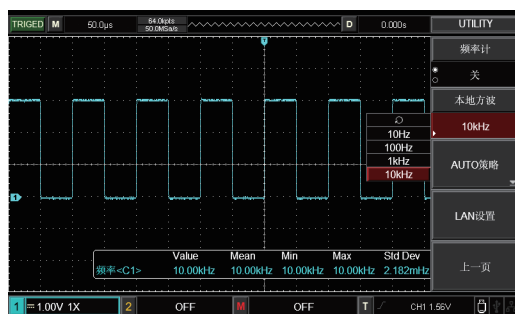 TRIGED M 50.0μs 64.0kpts D 0.000s UTILITY
50.0MSa/s
频率计
关
本地方波
10kHz
10Hz
100Hz
1kHz
10kHz
AUTO策略
LAN设置
上一页
Value Mean Min Max Std Dev
频率<C1> 10.00kHz 10.00kHz 10.00kHz 10.00kHz 2.182mHz
1 1.00V 1X 2 OFF M OFF T CH1 1.56V